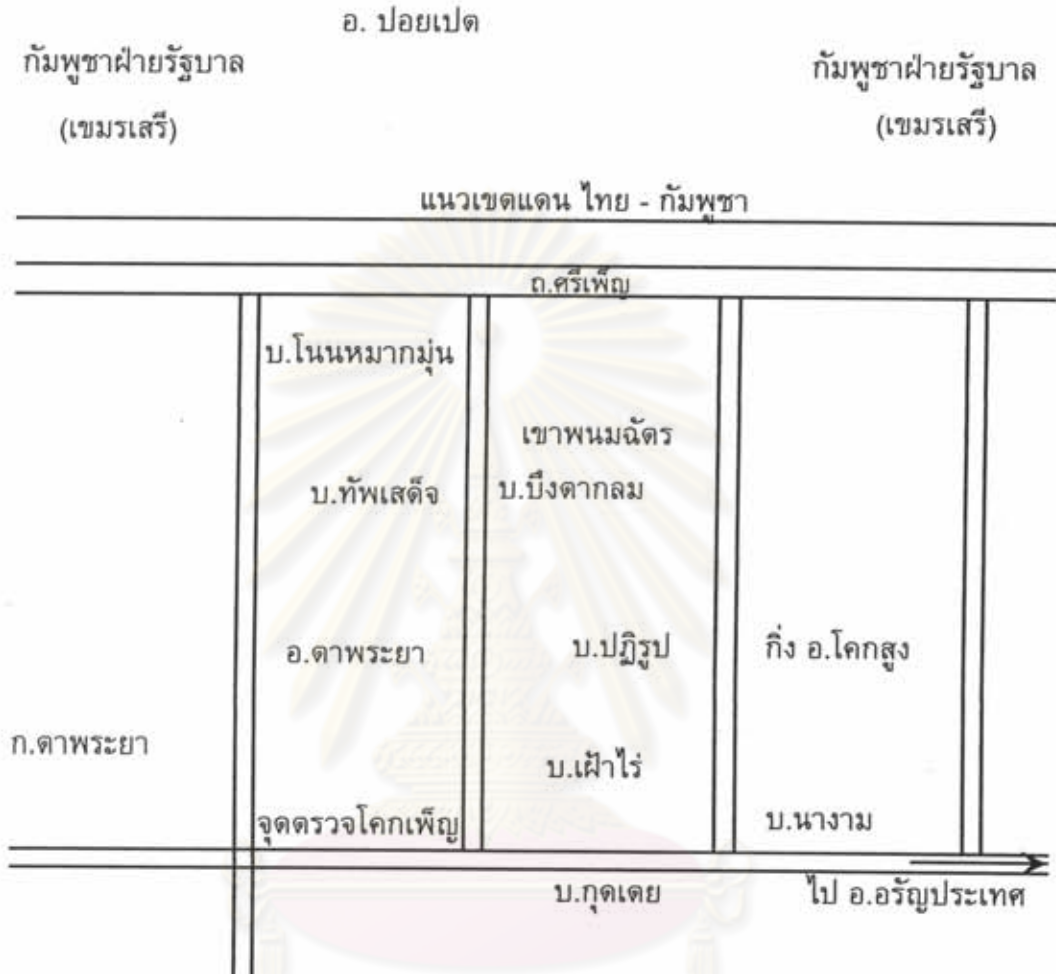 อ. ปอยเปต
กัมพูชาฝ่ายรัฐบาล
(เขมรเสรี)
กัมพูชาฝ่ายรัฐบาล
(เขมรเสรี)
แนวเขตแดน ไทย - กัมพูชา
ถ.ศรีเพ็ญ
บ.โนนหมากมุ่น
เขาพนมฉัตร
บ.ทัพเสด็จ
บ.บึงตากลม
อ.ตาพระยา
บ.ปฏิรูป
กิ่ง อ.โคกสูง
ก.ตาพระยา
บ.เฝ้าไร่
จุดตรวจโคกเพ็ญ
บ.นางาม
บ.กุดเตย
ไป อ.อรัญประเทศ